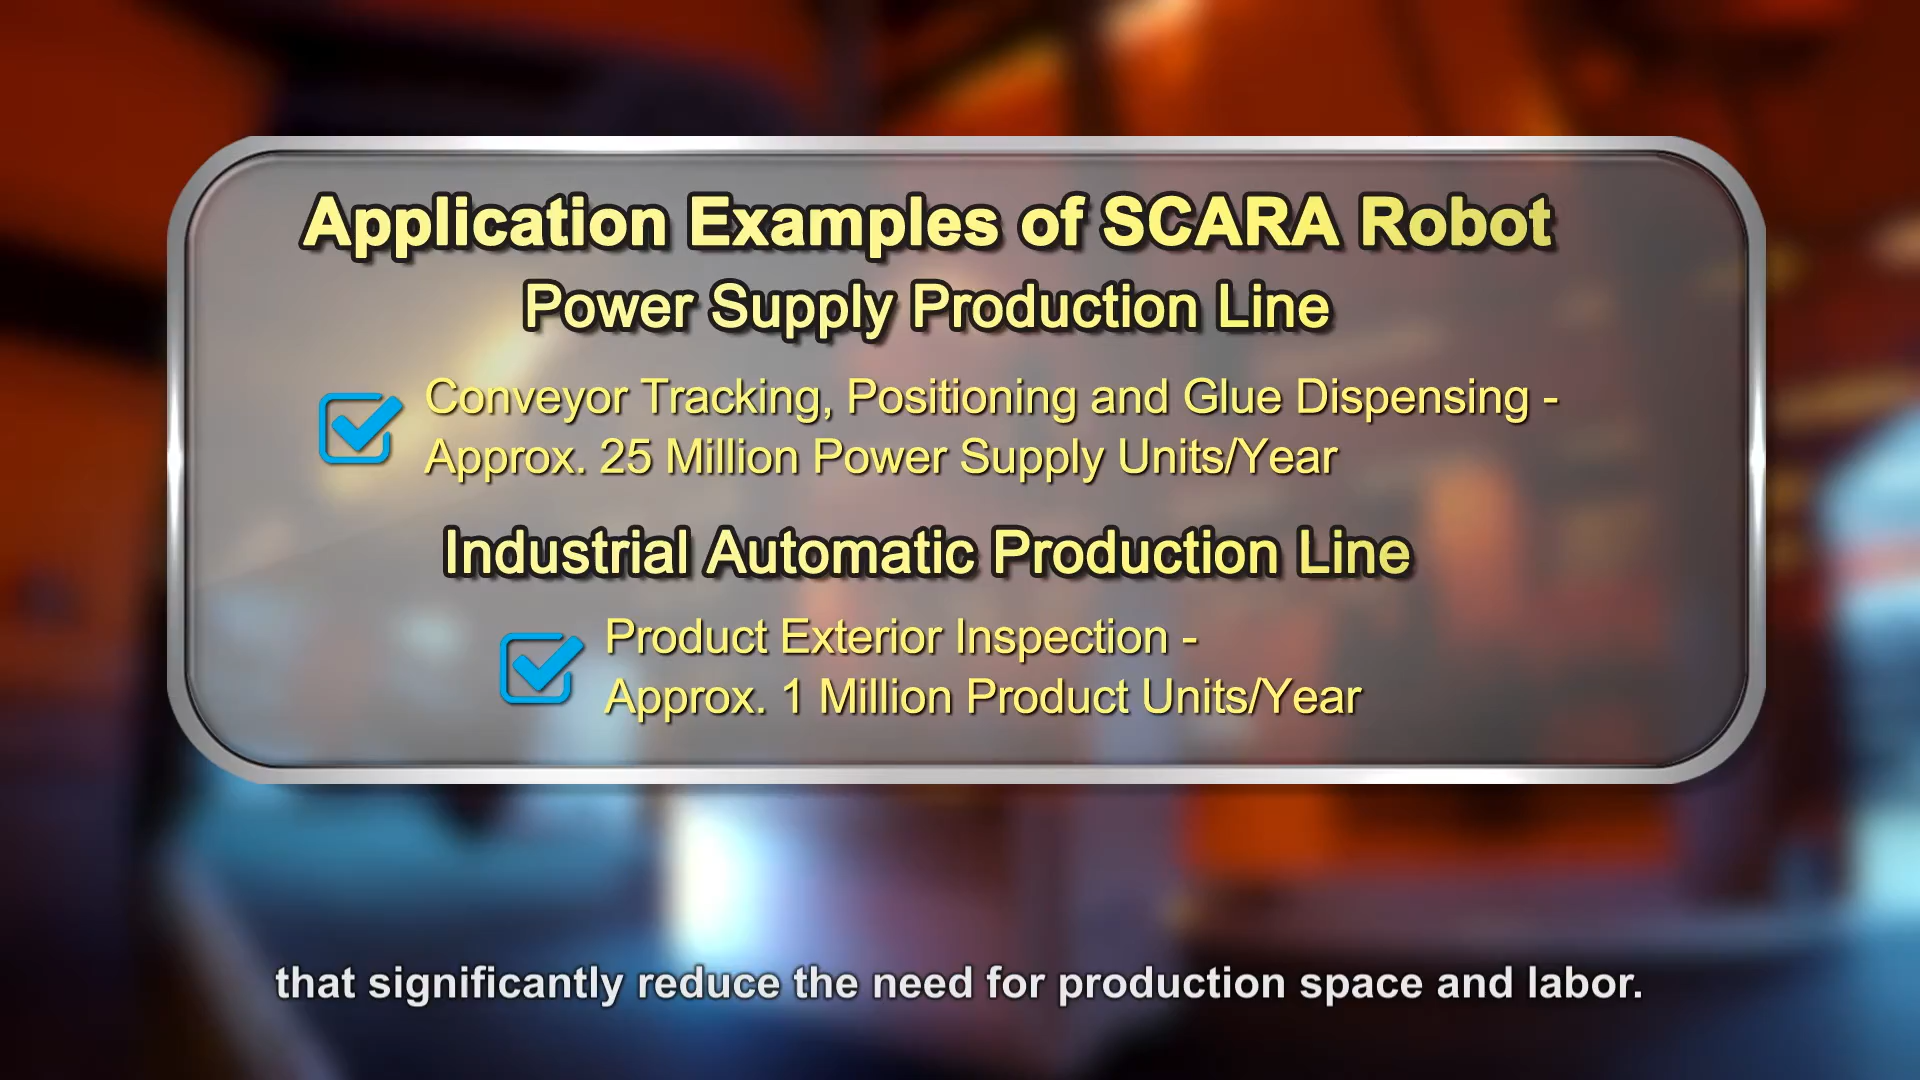 Application Examples of SCARA Robot
Power Supply Production Line
Conveyor Tracking, Positioning and Glue Dispensing -
Approx. 25 Million Power Supply Units/Year
Industrial Automatic Production Line
Product Exterior Inspection -
Approx. 1 Million Product Units/Year
that significantly reduce the need for production space and labor.